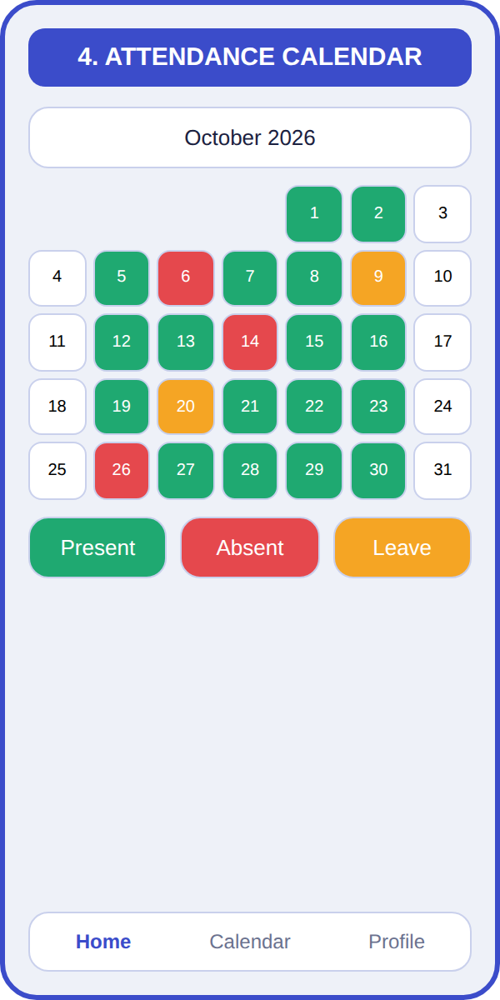 4. ATTENDANCE CALENDAR
October 2026
1 2 3
4 5 6 7 8 9 10
11 12 13 14 15 16 17
18 19 20 21 22 23 24
25 26 27 28 29 30 31
Present Absent Leave
Home Calendar Profile